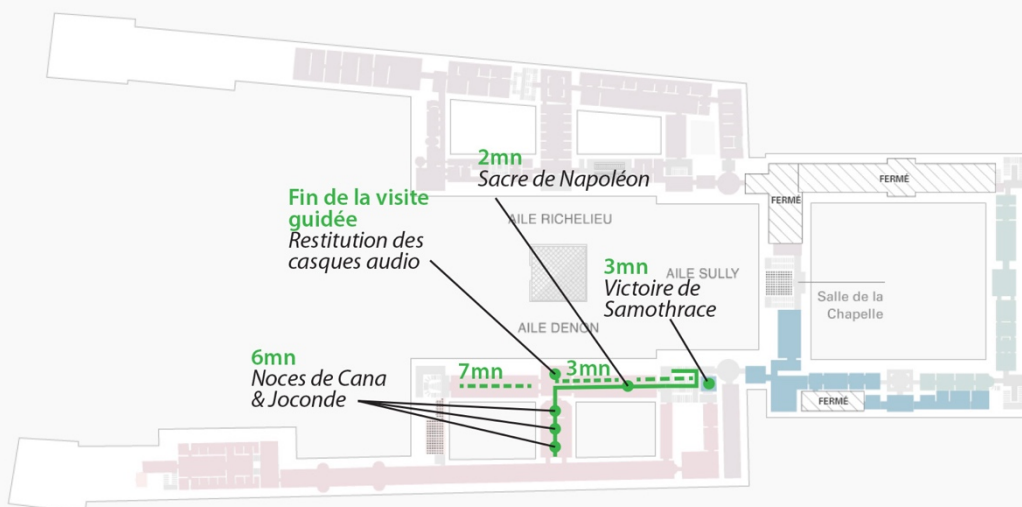 2mn
Sacre de Napoléon
Fin de la visite
guidée
Restitution des
casques audio
AILE RICHELIEU
FERMÉ
FERMÉ
3mn
Victoire de
Samothrace
AILE SULLY
Salle de la
Chapelle
AILE DENON
6mn
Noces de Cana
& Joconde
7mn
3mn
FERMÉ